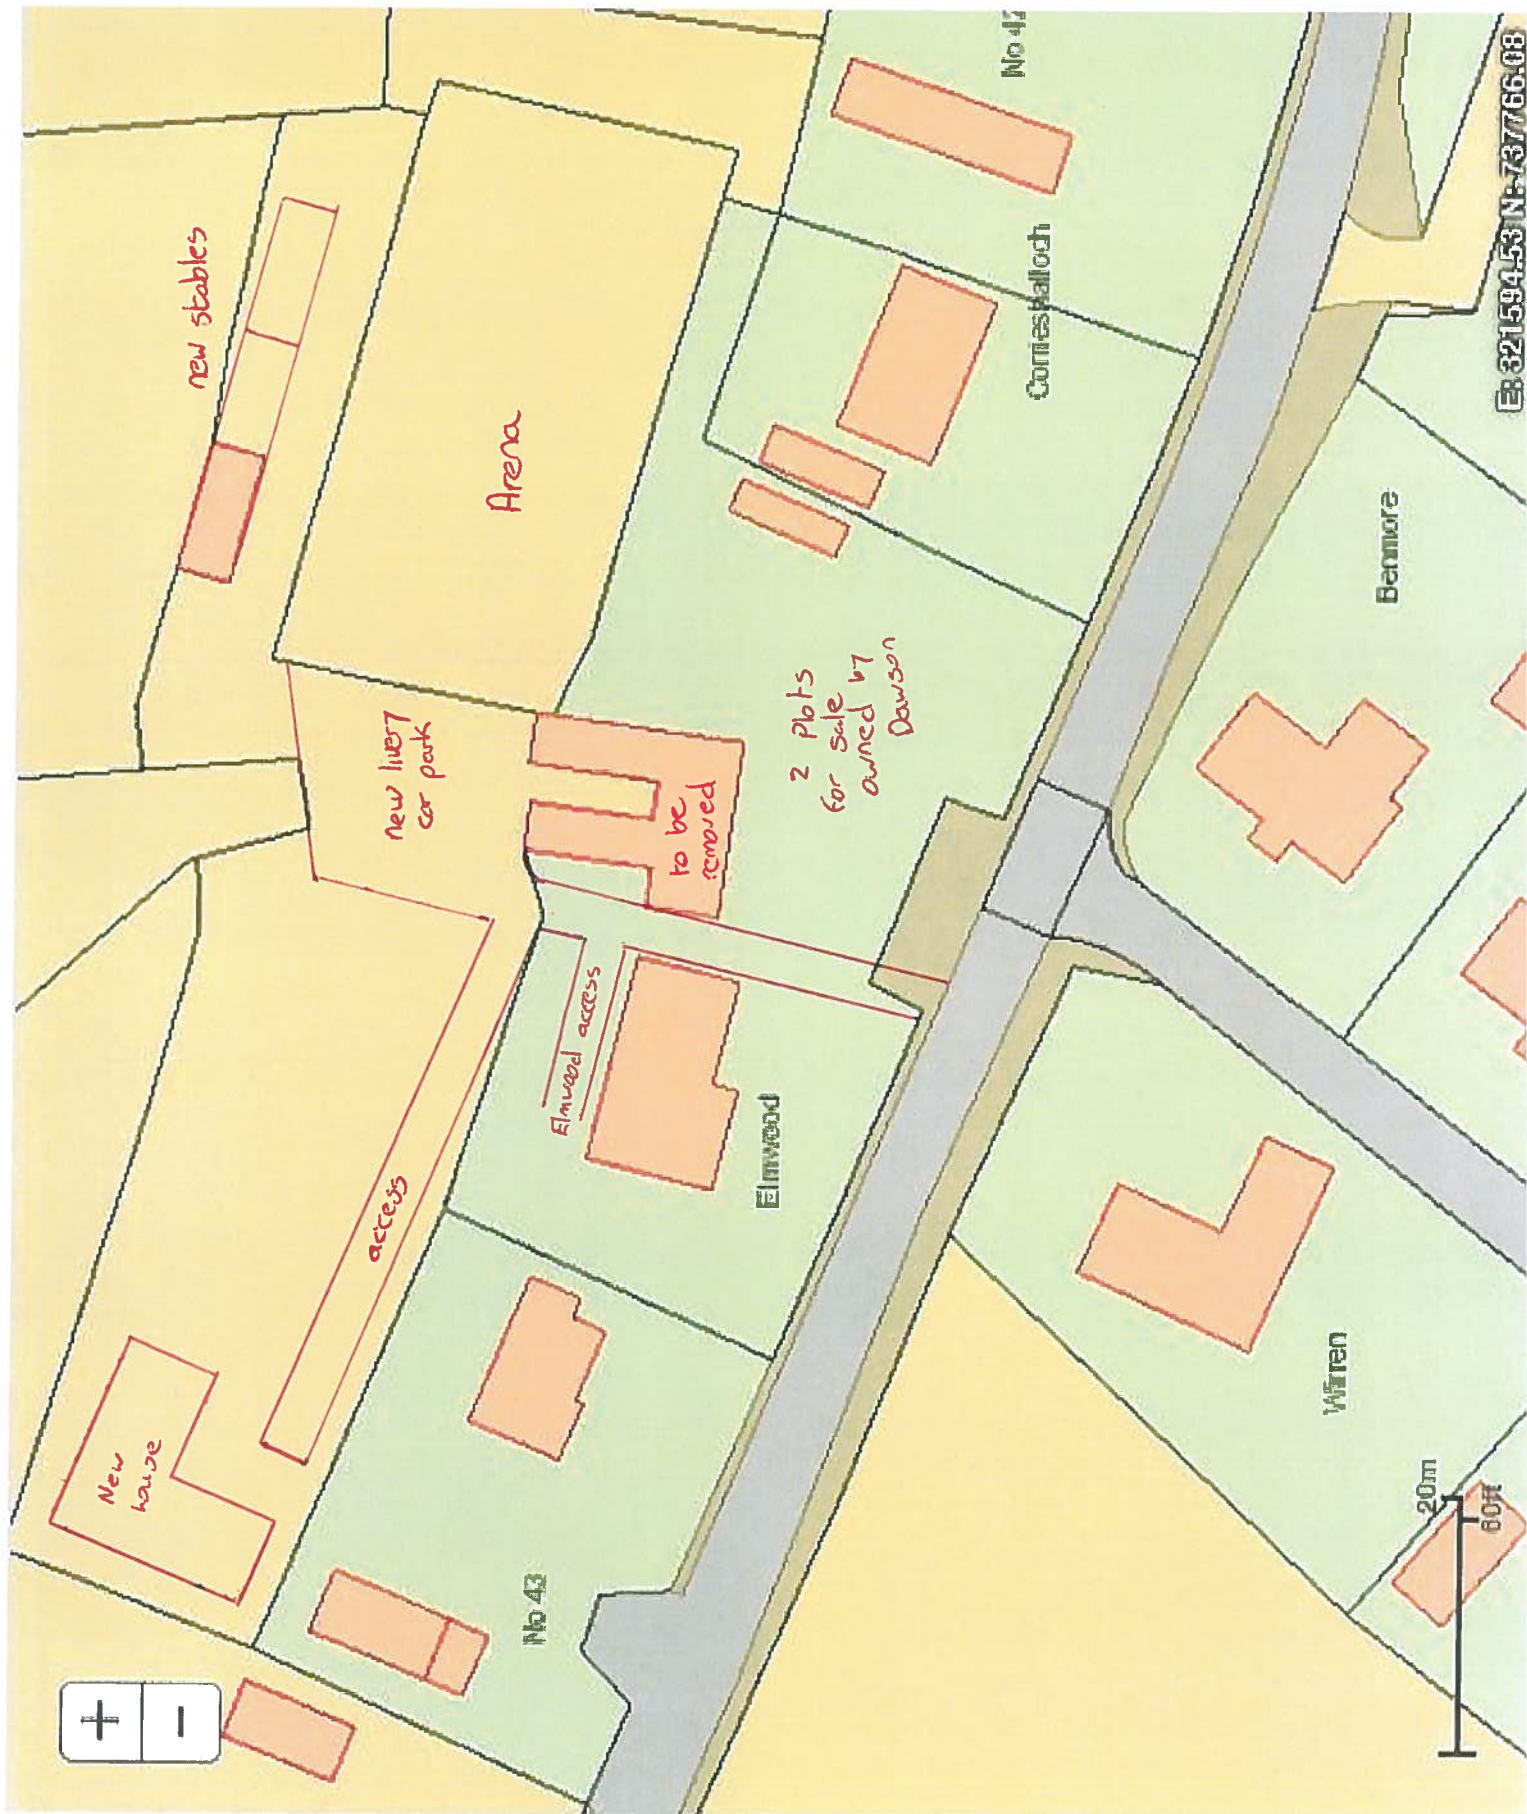 new stables
Arena
new livery
car park
to be
removed
2 Plots
for sale
owned by
Dawson
Elmwood access
access
New
house
No 42
Corrieshalloch
Benmore
Elmwood
Wirren
No 43
20m
60ft
E: 321594.53 N: 737766.08
+
−